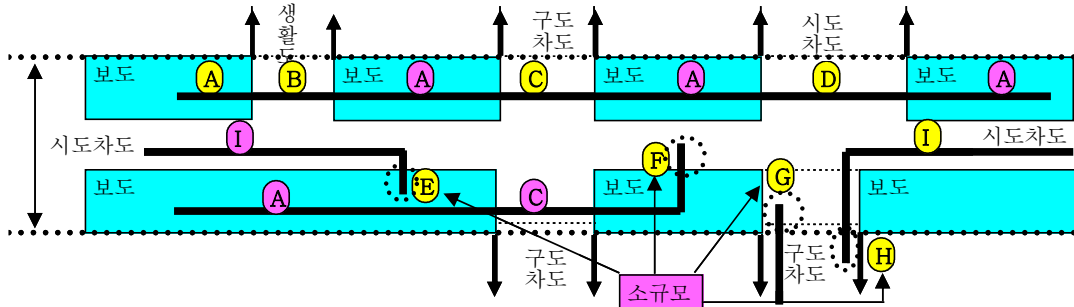 생활도
구도
차도
시도
차도
보도 A B 보도 A C 보도 A D 보도 A
시도차도 I I 시도차도
보도 A E C 보도 F G 보도
구도
차도
구도
차도 H
소규모